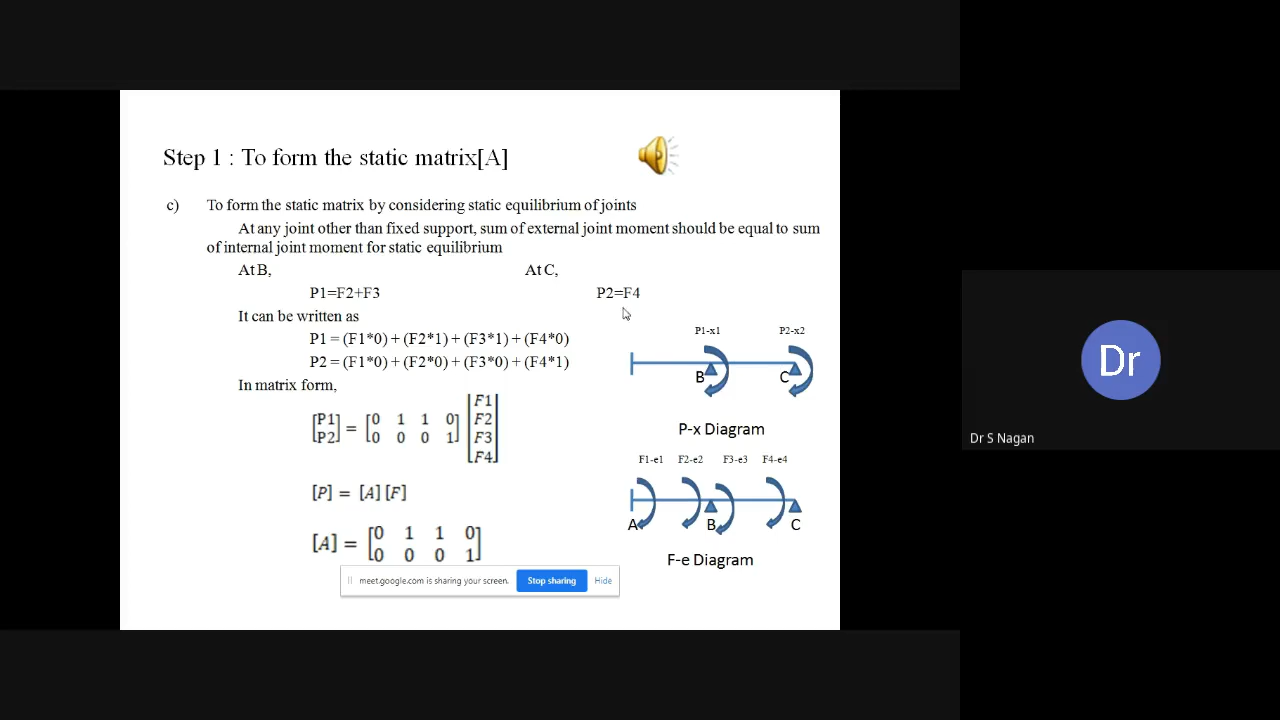 Step 1 : To form the static matrix[A]
c) To form the static matrix by considering static equilibrium of joints
At any joint other than fixed support, sum of external joint moment should be equal to sum
of internal joint moment for static equilibrium
At B, At C,
P1=F2+F3 P2=F4
It can be written as
P1 = (F1*0) + (F2*1) + (F3*1) + (F4*0)
P2 = (F1*0) + (F2*0) + (F3*0) + (F4*1)
In matrix form,
[P1 P2] = [0 1 1 0
0 0 0 1] [F1 F2 F3 F4]
[P] = [A] [F]
[A] = [0 1 1 0
0 0 0 1]
P1-x1 P2-x2
B C
P-x Diagram
F1-e1 F2-e2 F3-e3 F4-e4
A B C
F-e Diagram
meet.google.com is sharing your screen. Stop sharing Hide
Dr
Dr S Nagan